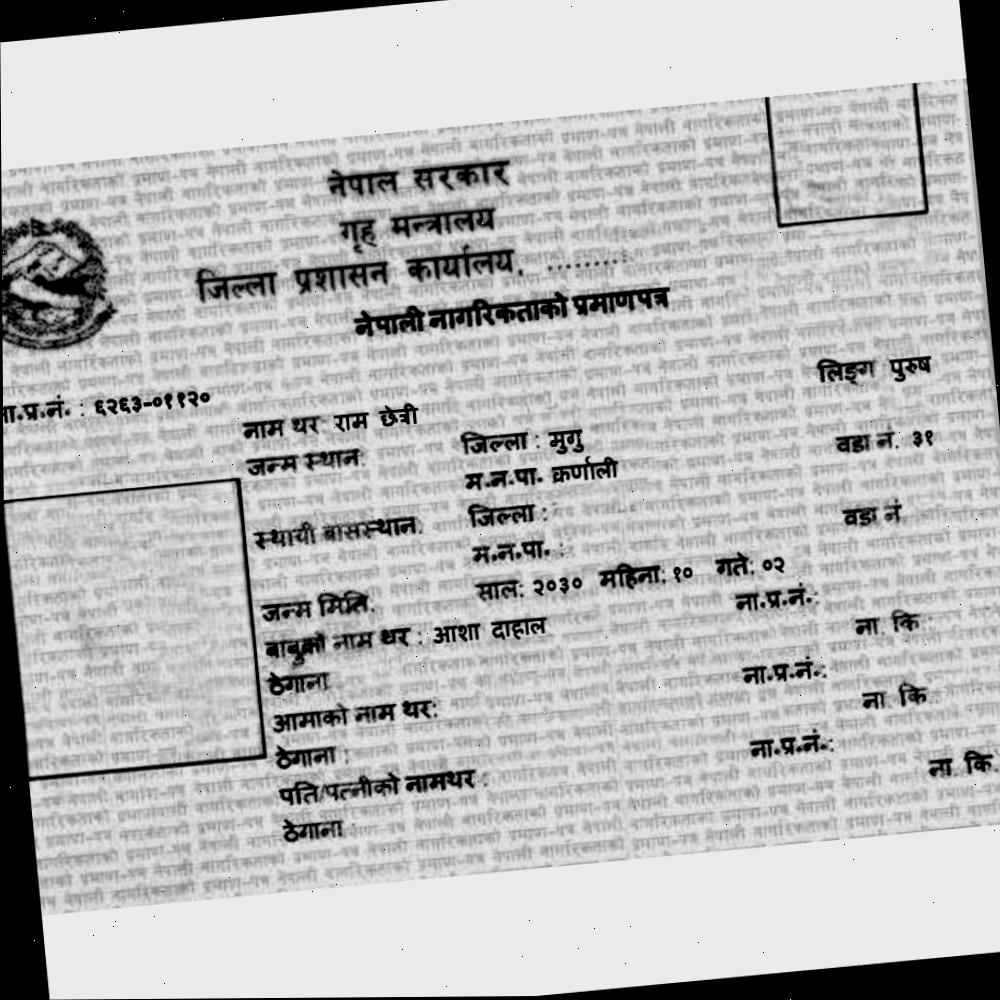 नेपाल सरकार
गृह मन्त्रालय
जिल्ला प्रशासन कार्यालय, .........
नेपाली नागरिकताको प्रमाणपत्र
लिङ्ग पुरुष
ना.प्र.नं. : ६२६३-०११२०
नाम थर: राम छेत्री
जन्म स्थान: जिल्ला : मुगु वडा नं. ३१
म.न.पा. कर्णाली
स्थायी बासस्थान: जिल्ला : वडा नं.
म.न.पा. :
जन्म मिति: साल: २०३० महिना: १० गते: ०२
बाबुको नाम थर : आशा दाहाल ना.प्र.नं.:
ठेगाना ना. कि.:
आमाको नाम थर: ना.प्र.नं.:
ठेगाना : ना. कि.:
पति/पत्नीको नामथर : ना.प्र.नं.:
ठेगाना : ना. कि.